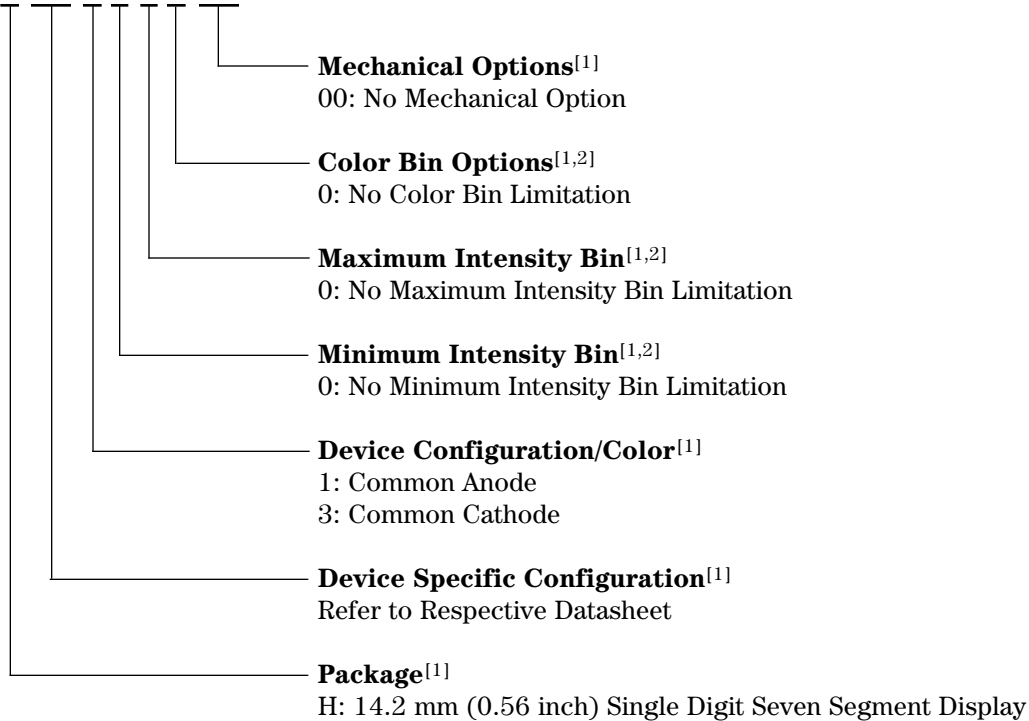 Mechanical Options[1]
00: No Mechanical Option
Color Bin Options[1,2]
0: No Color Bin Limitation
Maximum Intensity Bin[1,2]
0: No Maximum Intensity Bin Limitation
Minimum Intensity Bin[1,2]
0: No Minimum Intensity Bin Limitation
Device Configuration/Color[1]
1: Common Anode
3: Common Cathode
Device Specific Configuration[1]
Refer to Respective Datasheet
Package[1]
H: 14.2 mm (0.56 inch) Single Digit Seven Segment Display